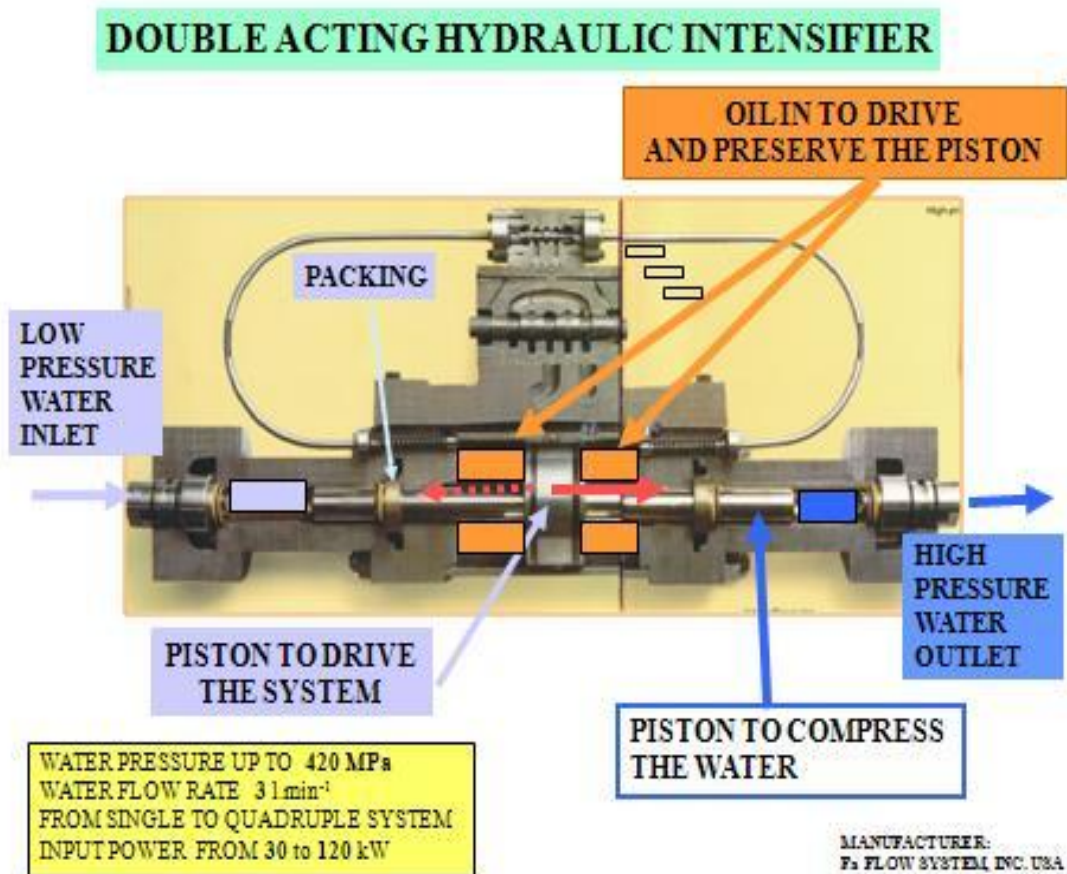 DOUBLE ACTING HYDRAULIC INTENSIFIER
OIL IN TO DRIVE
AND PRESERVE THE PISTON
PACKING
LOW
PRESSURE
WATER
INLET
HIGH
PRESSURE
WATER
OUTLET
PISTON TO DRIVE
THE SYSTEM
PISTON TO COMPRESS
THE WATER
WATER PRESSURE UP TO 420 MPa
WATER FLOW RATE 3 l.min-1
FROM SINGLE TO QUADRUPLE SYSTEM
INPUT POWER FROM 30 to 120 kW
MANUFACTURER:
Fa FLOW SYSTEM, INC. USA